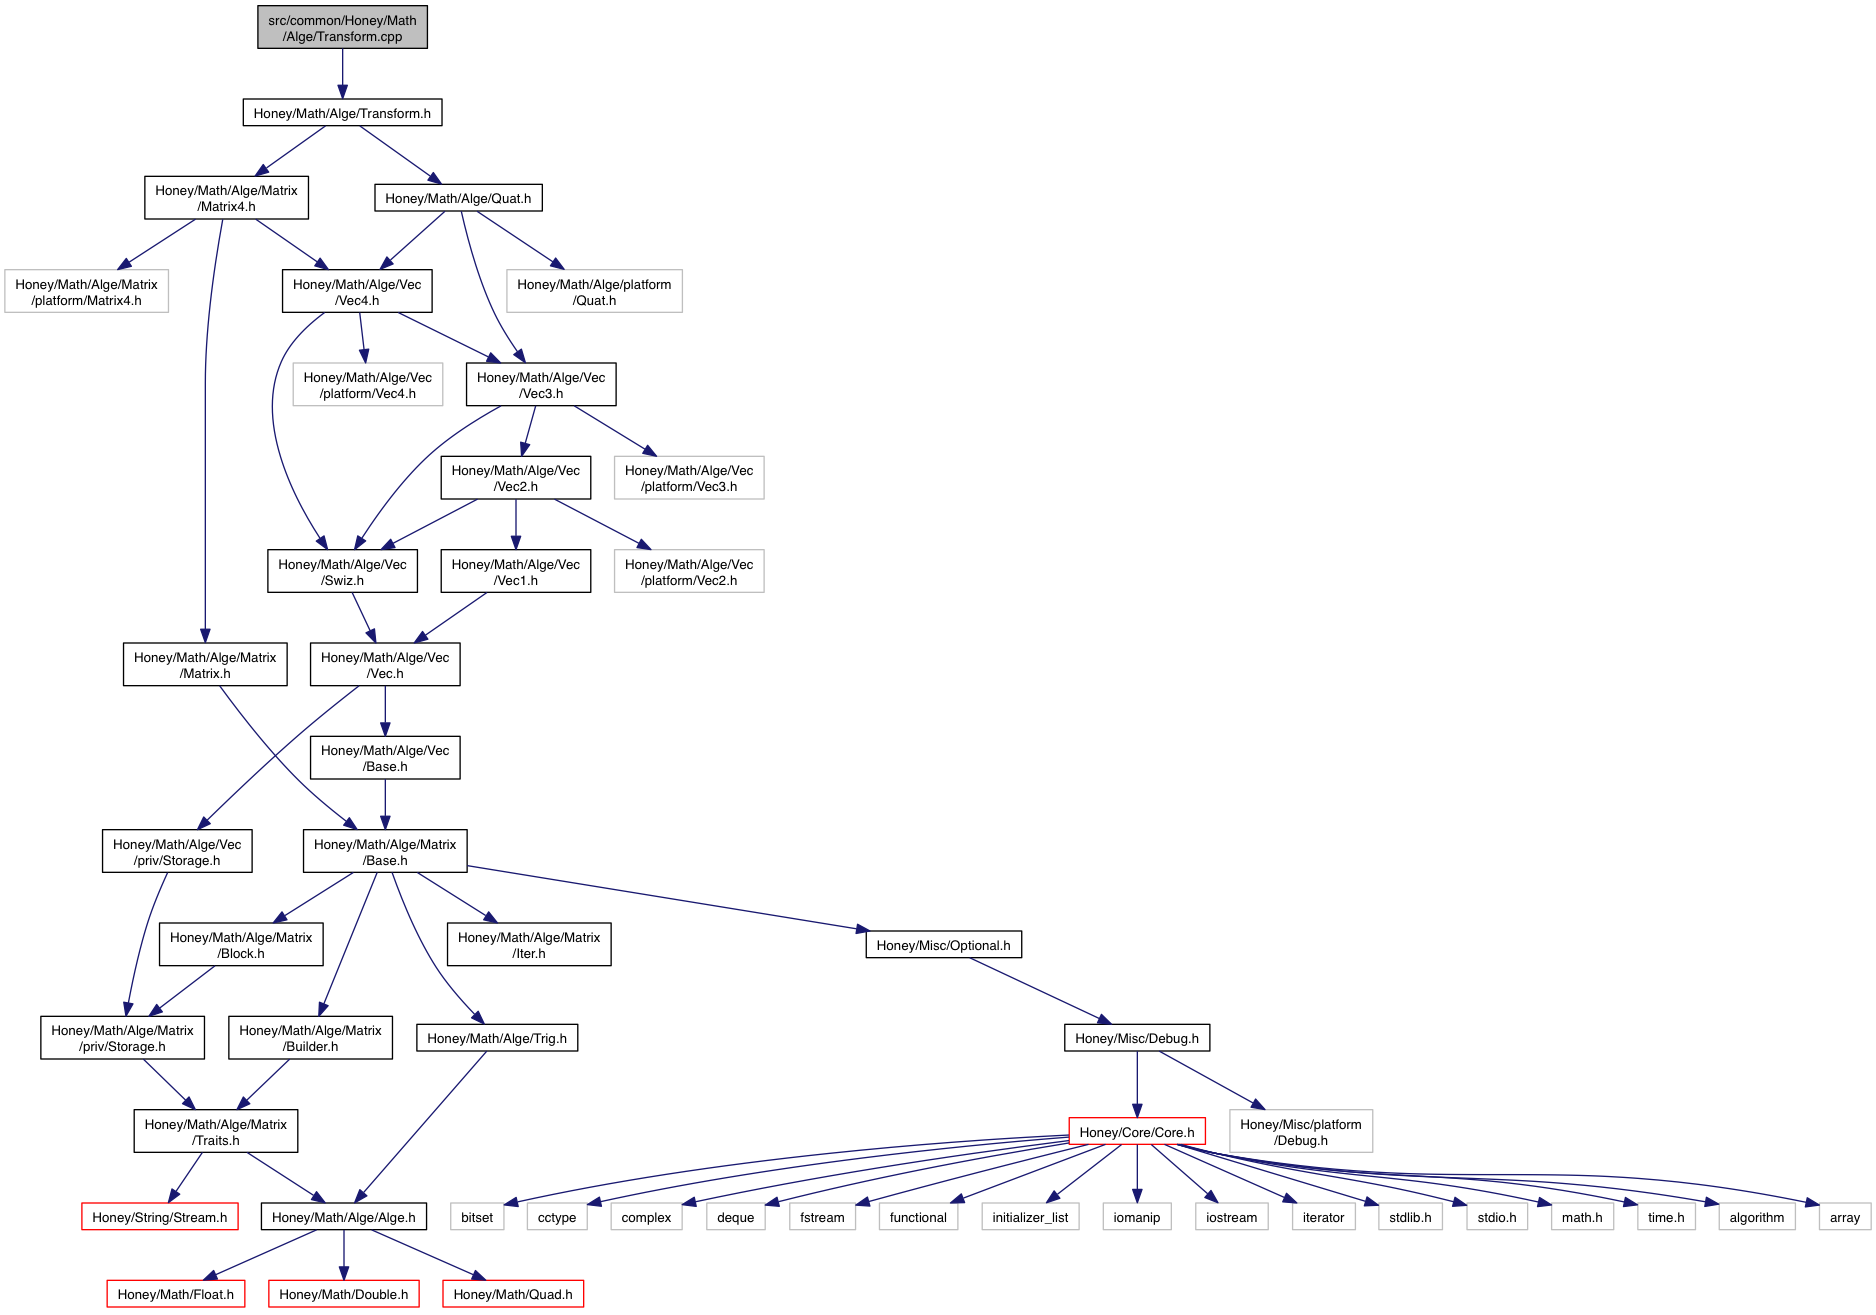 src/common/Honey/Math
/Alge/Transform.cpp
Honey/Math/Alge/Transform.h
Honey/Math/Alge/Matrix
/Matrix4.h
Honey/Math/Alge/Quat.h
Honey/Math/Alge/Matrix
/platform/Matrix4.h
Honey/Math/Alge/Vec
/Vec4.h
Honey/Math/Alge/platform
/Quat.h
Honey/Math/Alge/Vec
/platform/Vec4.h
Honey/Math/Alge/Vec
/Vec3.h
Honey/Math/Alge/Vec
/Vec2.h
Honey/Math/Alge/Vec
/platform/Vec3.h
Honey/Math/Alge/Vec
/Swiz.h
Honey/Math/Alge/Vec
/Vec1.h
Honey/Math/Alge/Vec
/platform/Vec2.h
Honey/Math/Alge/Matrix
/Matrix.h
Honey/Math/Alge/Vec
/Vec.h
Honey/Math/Alge/Vec
/Base.h
Honey/Math/Alge/Vec
/priv/Storage.h
Honey/Math/Alge/Matrix
/Base.h
Honey/Math/Alge/Matrix
/Block.h
Honey/Math/Alge/Matrix
/Iter.h
Honey/Misc/Optional.h
Honey/Math/Alge/Matrix
/priv/Storage.h
Honey/Math/Alge/Matrix
/Builder.h
Honey/Math/Alge/Trig.h
Honey/Misc/Debug.h
Honey/Math/Alge/Matrix
/Traits.h
Honey/Core/Core.h
Honey/Misc/platform
/Debug.h
Honey/String/Stream.h
Honey/Math/Alge/Alge.h
bitset
cctype
complex
deque
fstream
functional
initializer_list
iomanip
iostream
iterator
stdlib.h
stdio.h
math.h
time.h
algorithm
array
Honey/Math/Float.h
Honey/Math/Double.h
Honey/Math/Quad.h